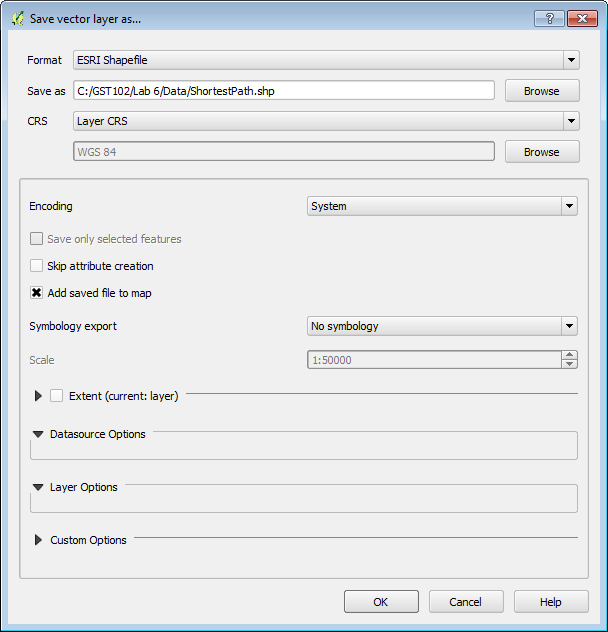 Save vector layer as...
Format ESRI Shapefile
Save as C:/GST102/Lab 6/Data/ShortestPath.shp Browse
CRS Layer CRS
WGS 84 Browse
Encoding System
Save only selected features
Skip attribute creation
Add saved file to map
Symbology export No symbology
Scale 1:50000
Extent (current: layer)
Datasource Options
Layer Options
Custom Options
OK Cancel Help